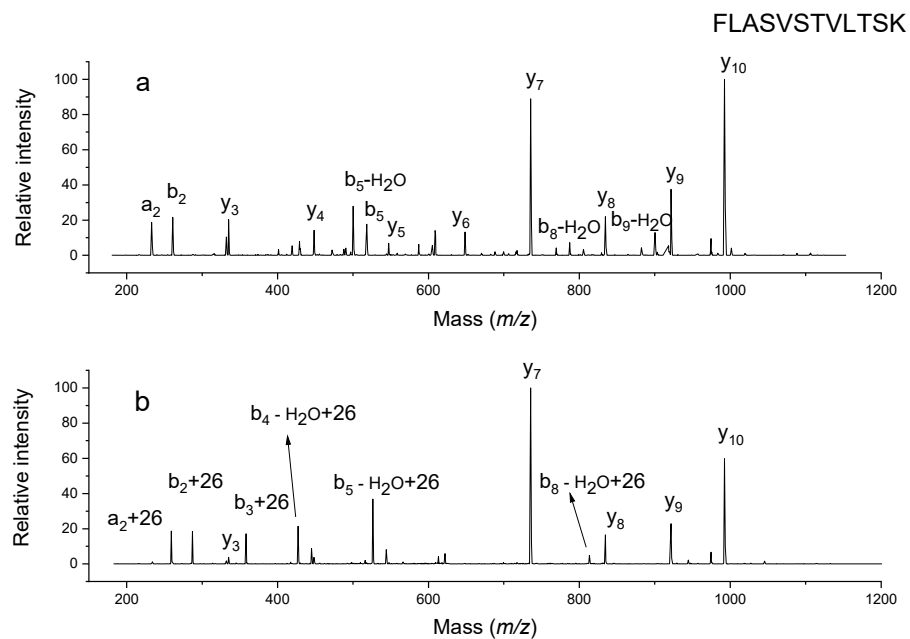 FLASVSTVLTSK
a
Relative intensity
100
80
60
40
20
0
a₂
b₂
y₃
y₄
b₅-H₂O
b₅
y₅
y₆
y₇
b₈-H₂O
y₈
b₉-H₂O
y₉
y₁₀
200 400 600 800 1000 1200
Mass (m/z)
b
Relative intensity
100
80
60
40
20
0
a₂+26
b₂+26
y₃
b₃+26
b₄ - H₂O+26
b₅ - H₂O+26
y₇
b₈ - H₂O+26
y₈
y₉
y₁₀
200 400 600 800 1000 1200
Mass (m/z)